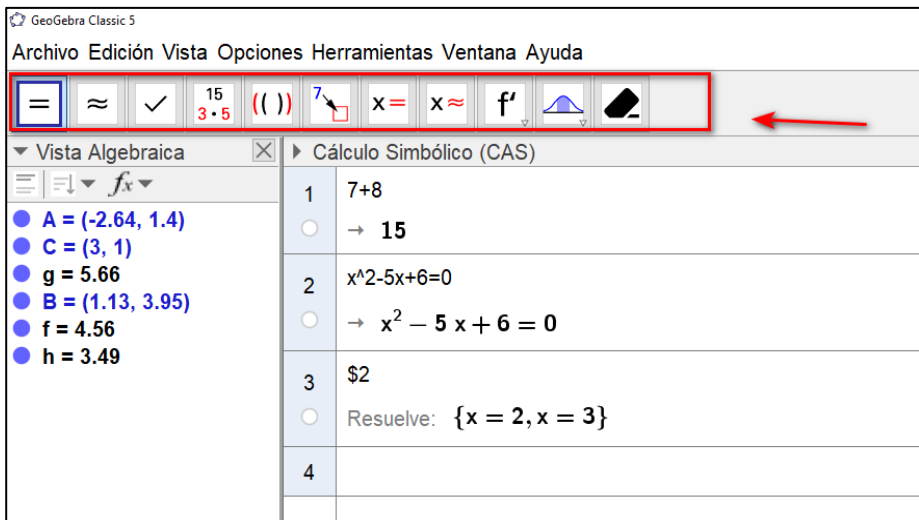 GeoGebra Classic 5
Archivo Edición Vista Opciones Herramientas Ventana Ayuda
= ≈ ✓ 15 3•5 (( )) 7 x= x≈ f′
Vista Algebraica
fx
A = (-2.64, 1.4)
C = (3, 1)
g = 5.66
B = (1.13, 3.95)
f = 4.56
h = 3.49
Cálculo Simbólico (CAS)
1 7+8
→ 15
2 x^2-5x+6=0
→ x² – 5 x + 6 = 0
3 $2
Resuelve: {x = 2, x = 3}
4